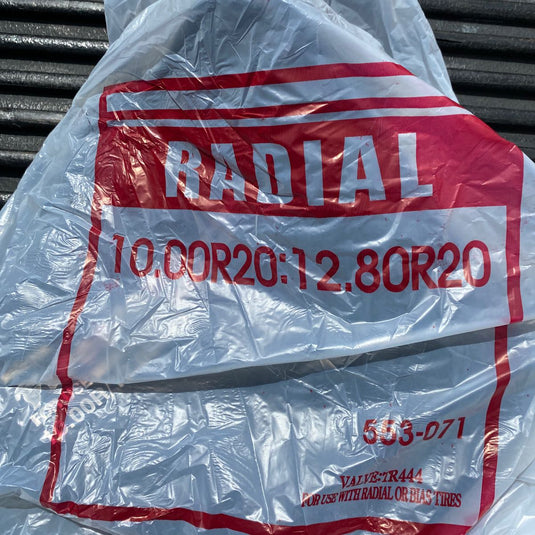 RADIAL
10.00R20:12.80R20
553-071
VALVE:TR444
FOR USE WITH RADIAL OR BIAS TIRES